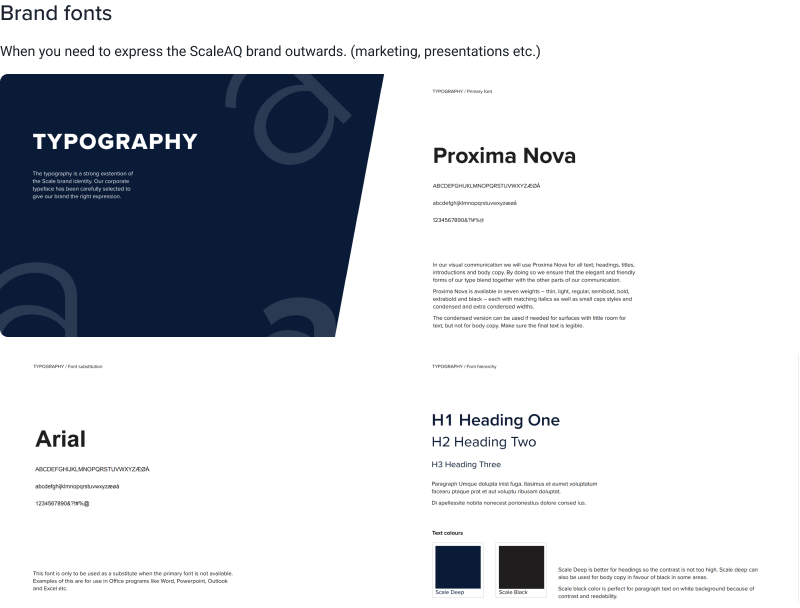 Brand fonts
When you need to express the ScaleAQ brand outwards. (marketing, presentations etc.)
TYPOGRAPHY
The typography is a strong exstention of
the Scale brand identity. Our corporate
typeface has been carefully selected to
give our brand the right expression.
a
a
a
TYPOGRAPHY / Primary font
Proxima Nova
ABCDEFGHIJKLMNOPQRSTUVWXYZÆØÅ
abcdefghijklmnopqrstuvwxyzæøå
1234567890&?!#%@
In our visual communication we will use Proxima Nova for all text; headings, titles,
introductions and body copy. By doing so we ensure that the elegant and friendly
forms of our type blend together with the other parts of our communication.
Proxima Nova is available in seven weights – thin, light, regular, semibold, bold,
extrabold and black – each with matching italics as well as small caps styles and
condensed and extra condensed widths.
The condensed version can be used if needed for surfaces with little room for
text, but not for body copy. Make sure the final text is legible.
TYPOGRAPHY / Font substitution
Arial
ABCDEFGHIJKLMNOPQRSTUVWXYZÆØÅ
abcdefghijklmnopqrstuvwxyzæøå
1234567890&?!#%@
This font is only to be used as a substitute when the primary font is not available.
Examples of this are for use in Office programs like Word, Powerpoint, Outlook
and Excel etc.
TYPOGRAPHY / Font hierarchy
H1 Heading One
H2 Heading Two
H3 Heading Three
Paragraph Umque dolupta inist fuga. Itasimus et eumet voluptatum
facearu ptaque prat et aut voluptu ribusam doluptat.
Di apellessite nobita nonecest porionestius dolore consed ius.
Text colours
Scale Deep
Scale Black
Scale Deep is better for headings so the contrast is not too high. Scale deep can
also be used for body copy in favour of black in some areas.
Scale black color is perfect for paragraph text on white background because of
contrast and readability.